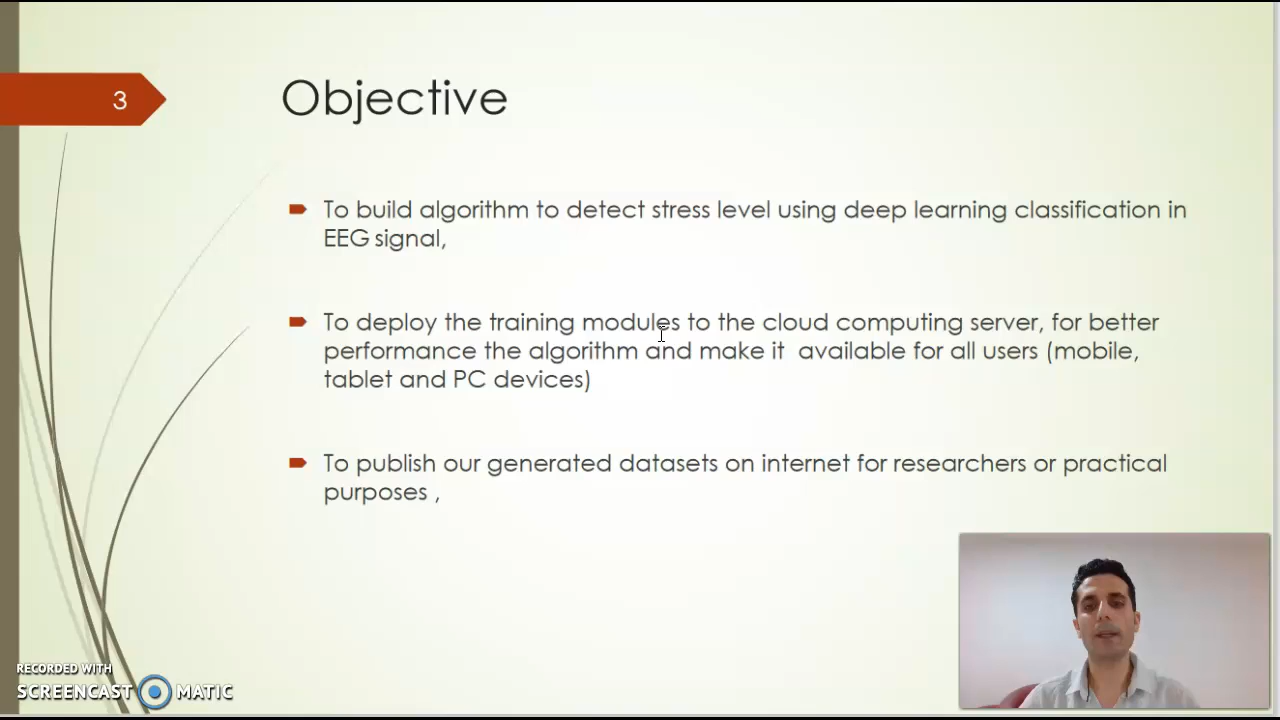 3
Objective
To build algorithm to detect stress level using deep learning classification in
EEG signal,
To deploy the training modules to the cloud computing server, for better
performance the algorithm and make it  available for all users (mobile,
tablet and PC devices)
To publish our generated datasets on internet for researchers or practical
purposes ,
RECORDED WITH
SCREENCAST MATIC